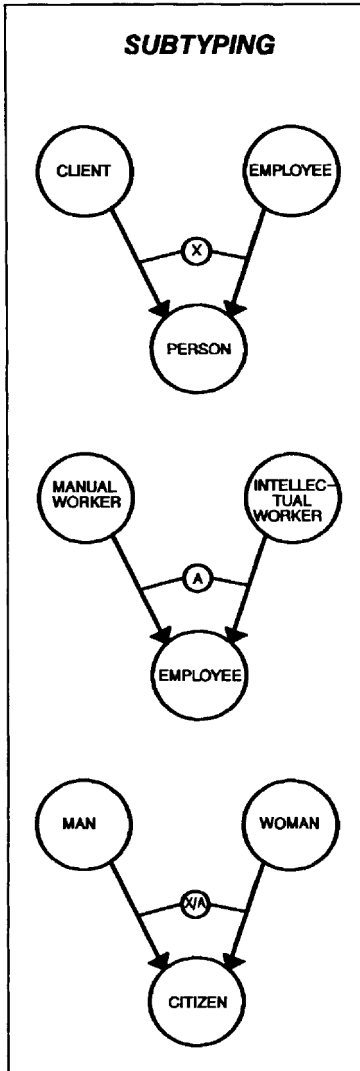 SUBTYPING
CLIENT
EMPLOYEE
X
PERSON
MANUAL
WORKER
INTELLEC-
TUAL
WORKER
A
EMPLOYEE
MAN
WOMAN
X/A
CITIZEN